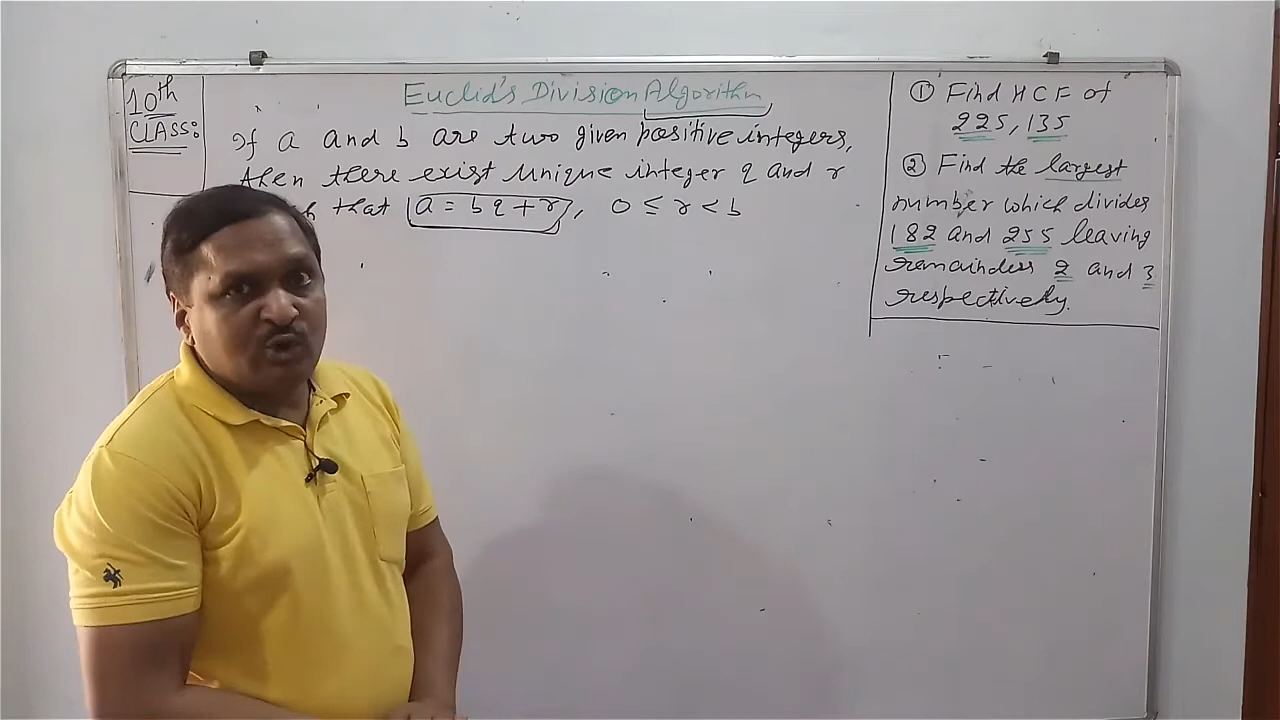 10th
CLASS:
Euclid's Division Algorithm
If a and b are two given positive integers,
then there exist unique integer q and r
that a = bq + r, 0 ≤ r < b
① Find HCF of
225, 135
② Find the largest
number which divides
182 and 255 leaving
remainders 2 and 3
respectively.